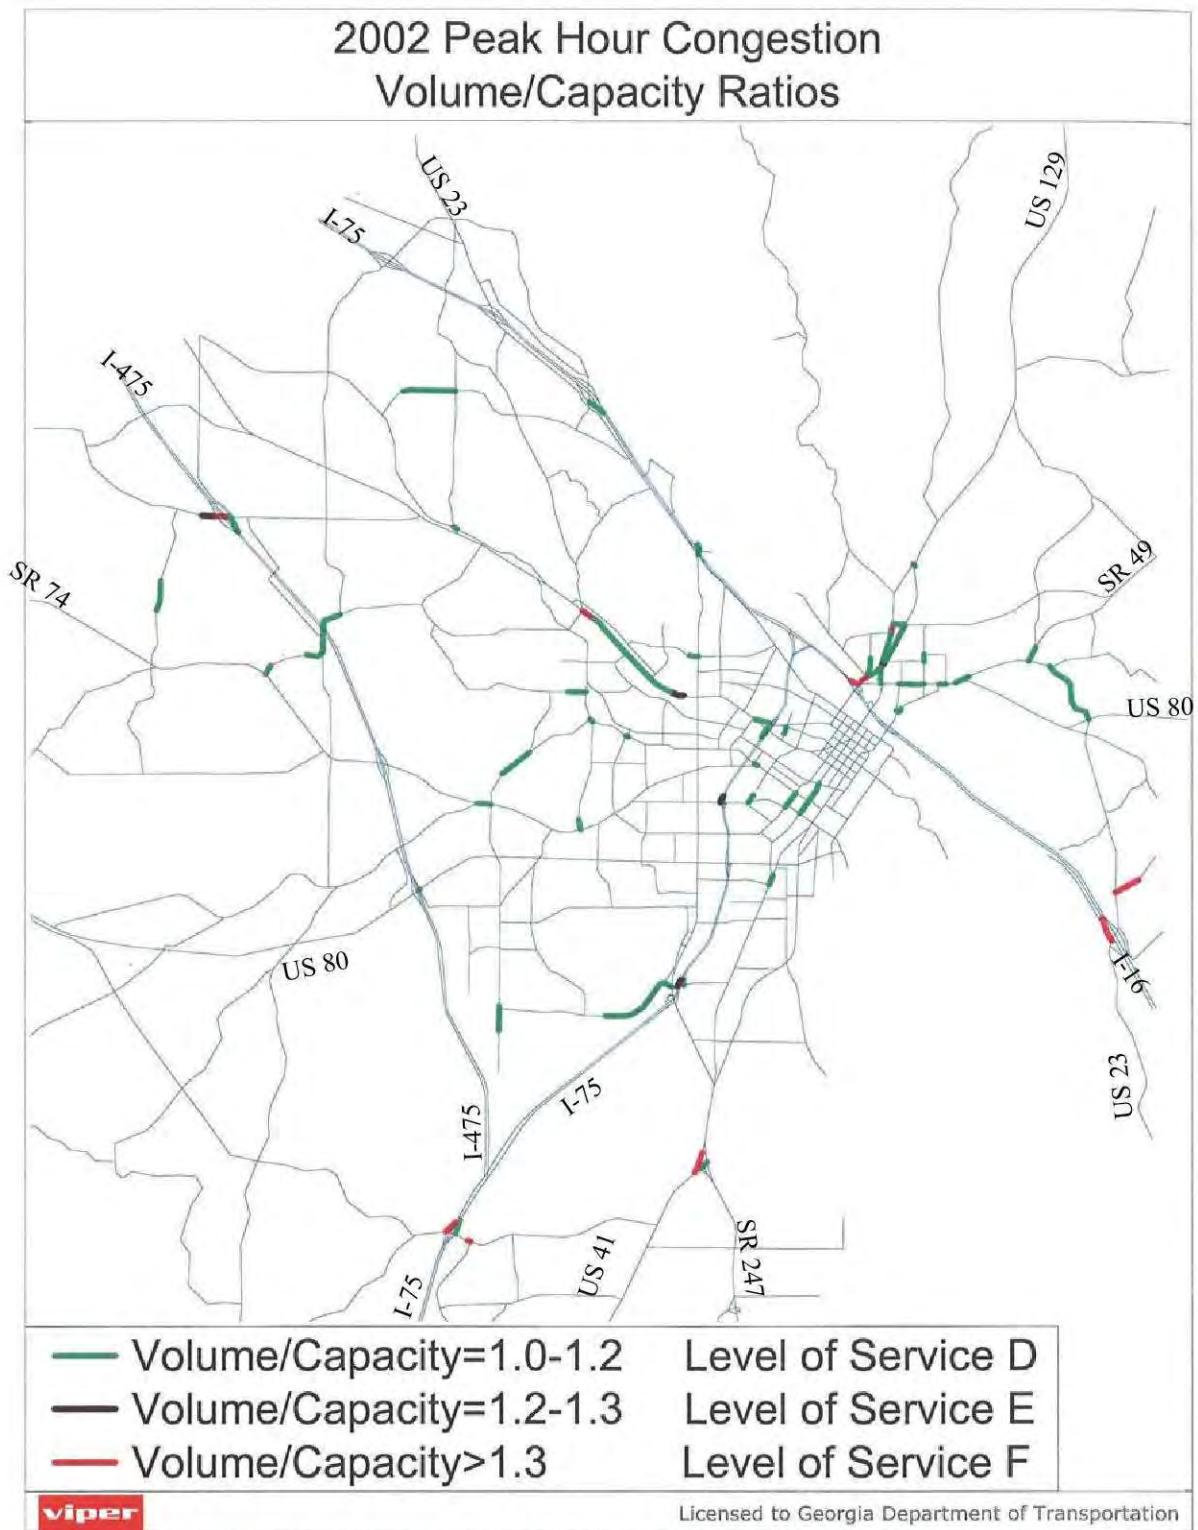 2002 Peak Hour Congestion
Volume/Capacity Ratios
US 23
US 129
I-75
I-475
SR 49
SR 74
US 80
US 80
I-16
US 23
I-75
I-475
SR 247
US 41
I-75
Volume/Capacity=1.0-1.2 Level of Service D
Volume/Capacity=1.2-1.3 Level of Service E
Volume/Capacity>1.3 Level of Service F
viper
Licensed to Georgia Department of Transportation